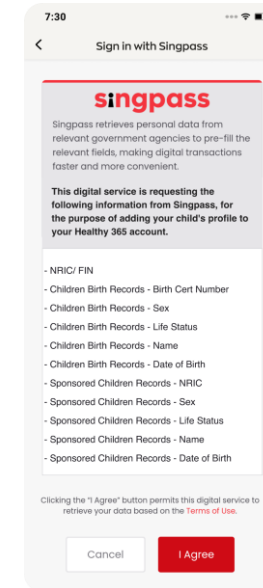 7:30
Sign in with Singpass
singpass
Singpass retrieves personal data from
relevant government agencies to pre-fill the
relevant fields, making digital transactions
faster and more convenient.
This digital service is requesting the
following information from Singpass, for
the purpose of adding your child's profile to
your Healthy 365 account.
- NRIC/ FIN
- Children Birth Records - Birth Cert Number
- Children Birth Records - Sex
- Children Birth Records - Life Status
- Children Birth Records - Name
- Children Birth Records - Date of Birth
- Sponsored Children Records - NRIC
- Sponsored Children Records - Sex
- Sponsored Children Records - Life Status
- Sponsored Children Records - Name
- Sponsored Children Records - Date of Birth
Clicking the "I Agree" button permits this digital service to
retrieve your data based on the Terms of Use.
Cancel I Agree